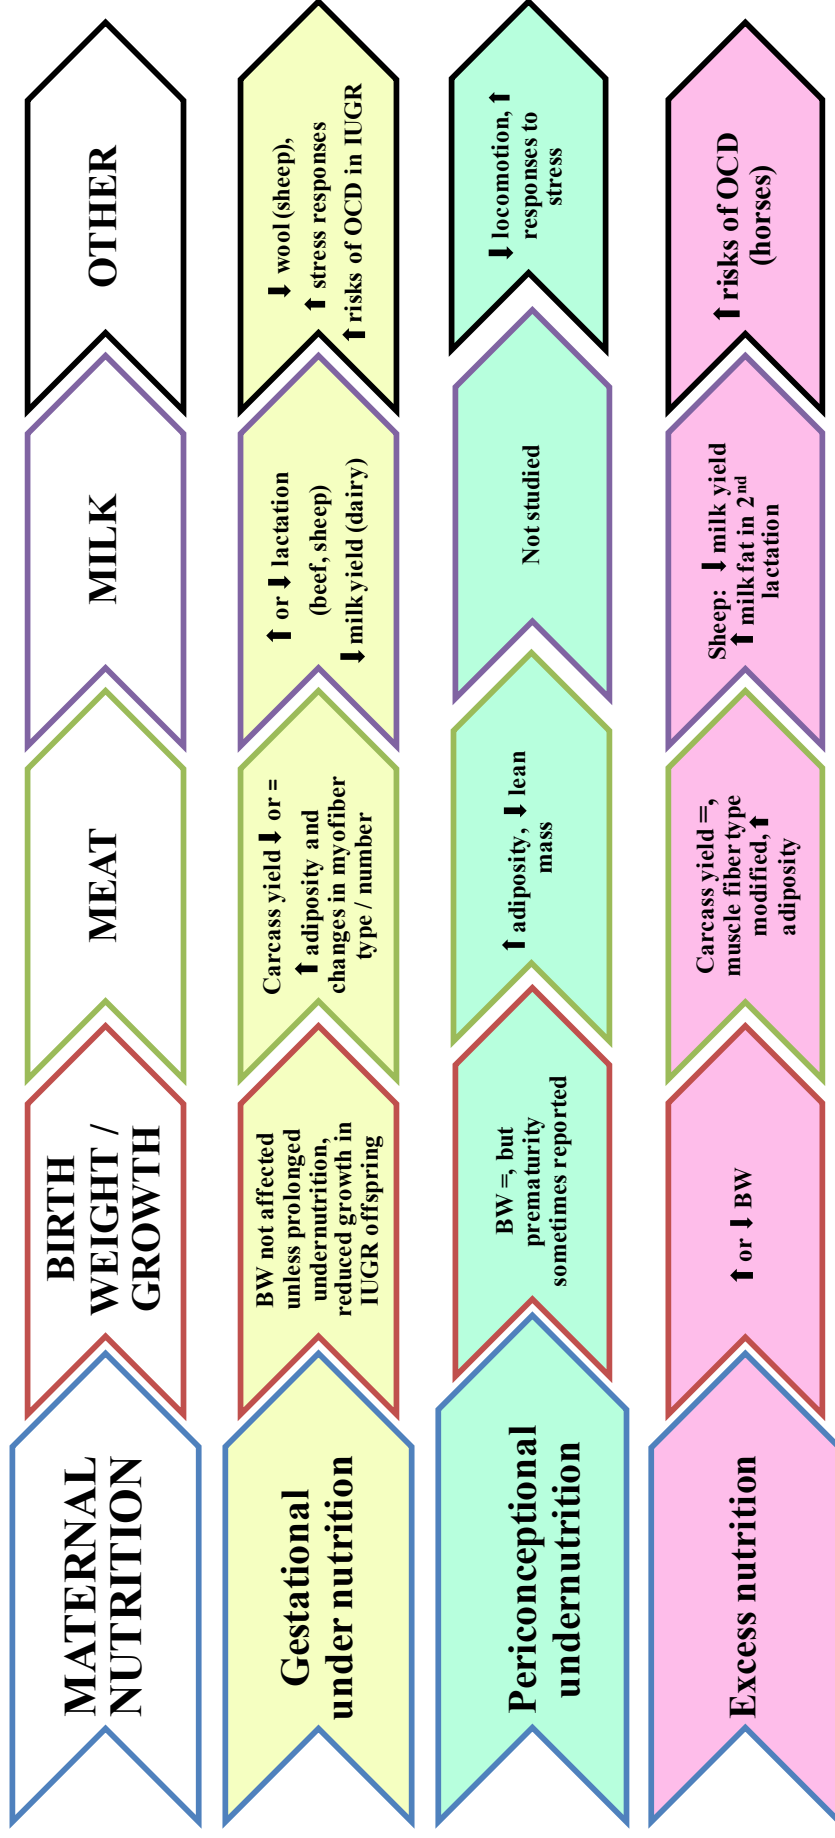 MATERNAL
NUTRITION
BIRTH
WEIGHT /
GROWTH
MEAT
MILK
OTHER
Gestational
under nutrition
BW not affected
unless prolonged
undernutrition,
reduced growth in
IUGR offspring
Carcass yield ⬇ or =
⬆ adiposity and
changes in myofiber
type / number
⬆ or ⬇ lactation
(beef, sheep)
⬇ milk yield (dairy)
⬇ wool (sheep),
⬆ stress responses
⬆ risks of OCD in IUGR
Periconceptional
undernutrition
BW =, but
prematurity
sometimes reported
⬆ adiposity, ⬇ lean
mass
Not studied
⬇ locomotion, ⬆
responses to
stress
Excess nutrition
⬆ or ⬇ BW
Carcass yield =,
muscle fiber type
modified, ⬆
adiposity
Sheep: ⬇ milk yield
⬆ milk fat in 2nd
lactation
⬆ risks of OCD
(horses)